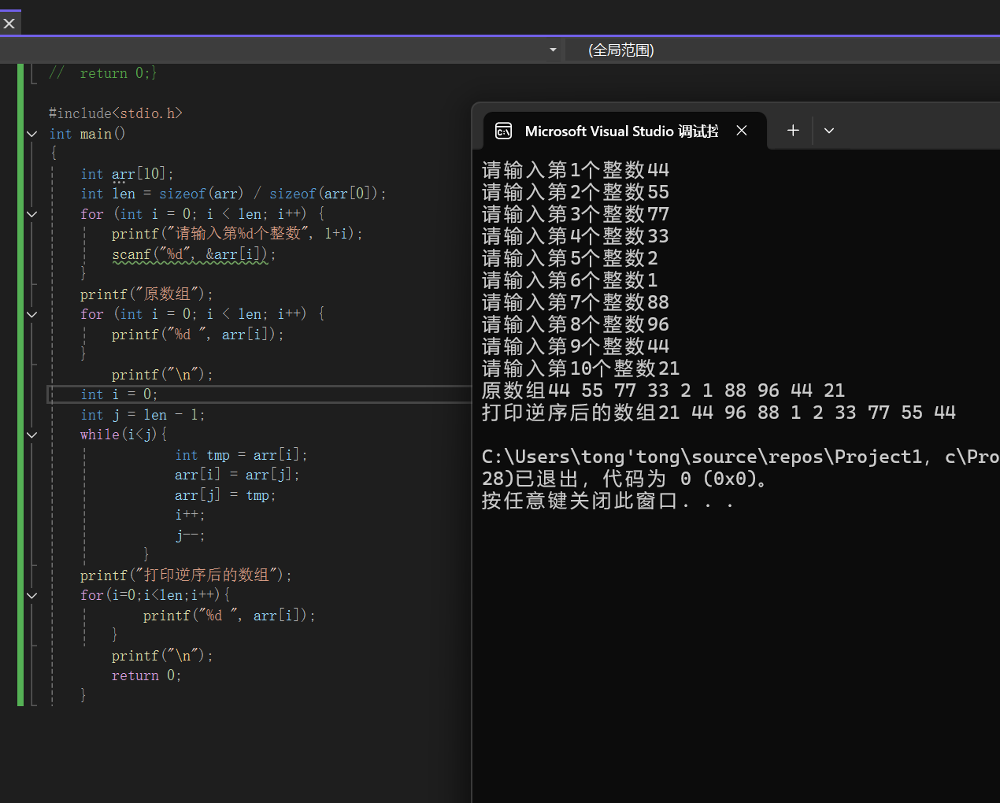 (全局范围)
//  return 0;}
#include<stdio.h>
int main()
{
int arr[10];
int len = sizeof(arr) / sizeof(arr[0]);
for (int i = 0; i < len; i++) {
printf("请输入第%d个整数", 1+i);
scanf("%d", &arr[i]);
}
printf("原数组");
for (int i = 0; i < len; i++) {
printf("%d ", arr[i]);
}
printf("\n");
int i = 0;
int j = len - 1;
while(i<j){
int tmp = arr[i];
arr[i] = arr[j];
arr[j] = tmp;
i++;
j--;
}
printf("打印逆序后的数组");
for(i=0;i<len;i++){
printf("%d ", arr[i]);
}
printf("\n");
return 0;
}
Microsoft Visual Studio 调试控
请输入第1个整数44
请输入第2个整数55
请输入第3个整数77
请输入第4个整数33
请输入第5个整数2
请输入第6个整数1
请输入第7个整数88
请输入第8个整数96
请输入第9个整数44
请输入第10个整数21
原数组44 55 77 33 2 1 88 96 44 21
打印逆序后的数组21 44 96 88 1 2 33 77 55 44
C:\Users\tong'tong\source\repos\Project1, c\Pro
28)已退出，代码为 0 (0x0)。
按任意键关闭此窗口. . .